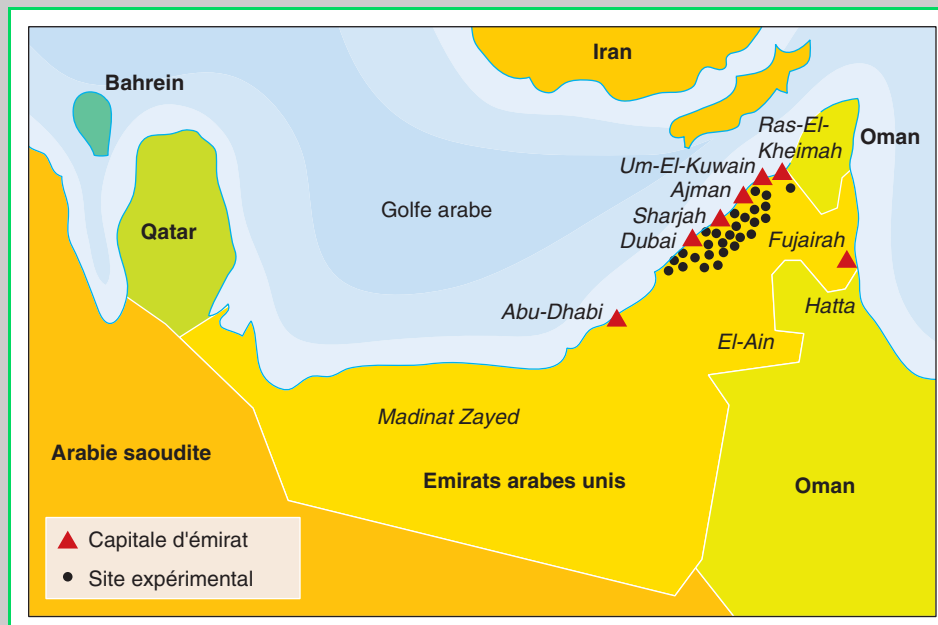 Iran
Bahrein
Ras-El-
Kheimah
Oman
Um-El-Kuwain
Ajman
Golfe arabe
Sharjah
Qatar
Dubai
Fujairah
Abu-Dhabi
Hatta
El-Ain
Madinat Zayed
Arabie saoudite
Emirats arabes unis
Oman
Capitale d'émirat
Site expérimental